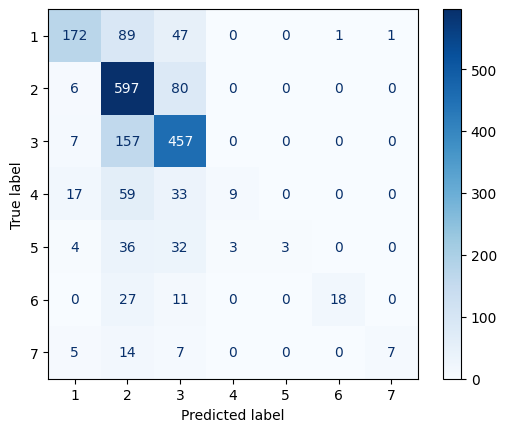 1 172 89 47 0 0 1 1
2 6 597 80 0 0 0 0
3 7 157 457 0 0 0 0
4 17 59 33 9 0 0 0
5 4 36 32 3 3 0 0
6 0 27 11 0 0 18 0
7 5 14 7 0 0 0 7
1 2 3 4 5 6 7
Predicted label
True label
500
400
300
200
100
0